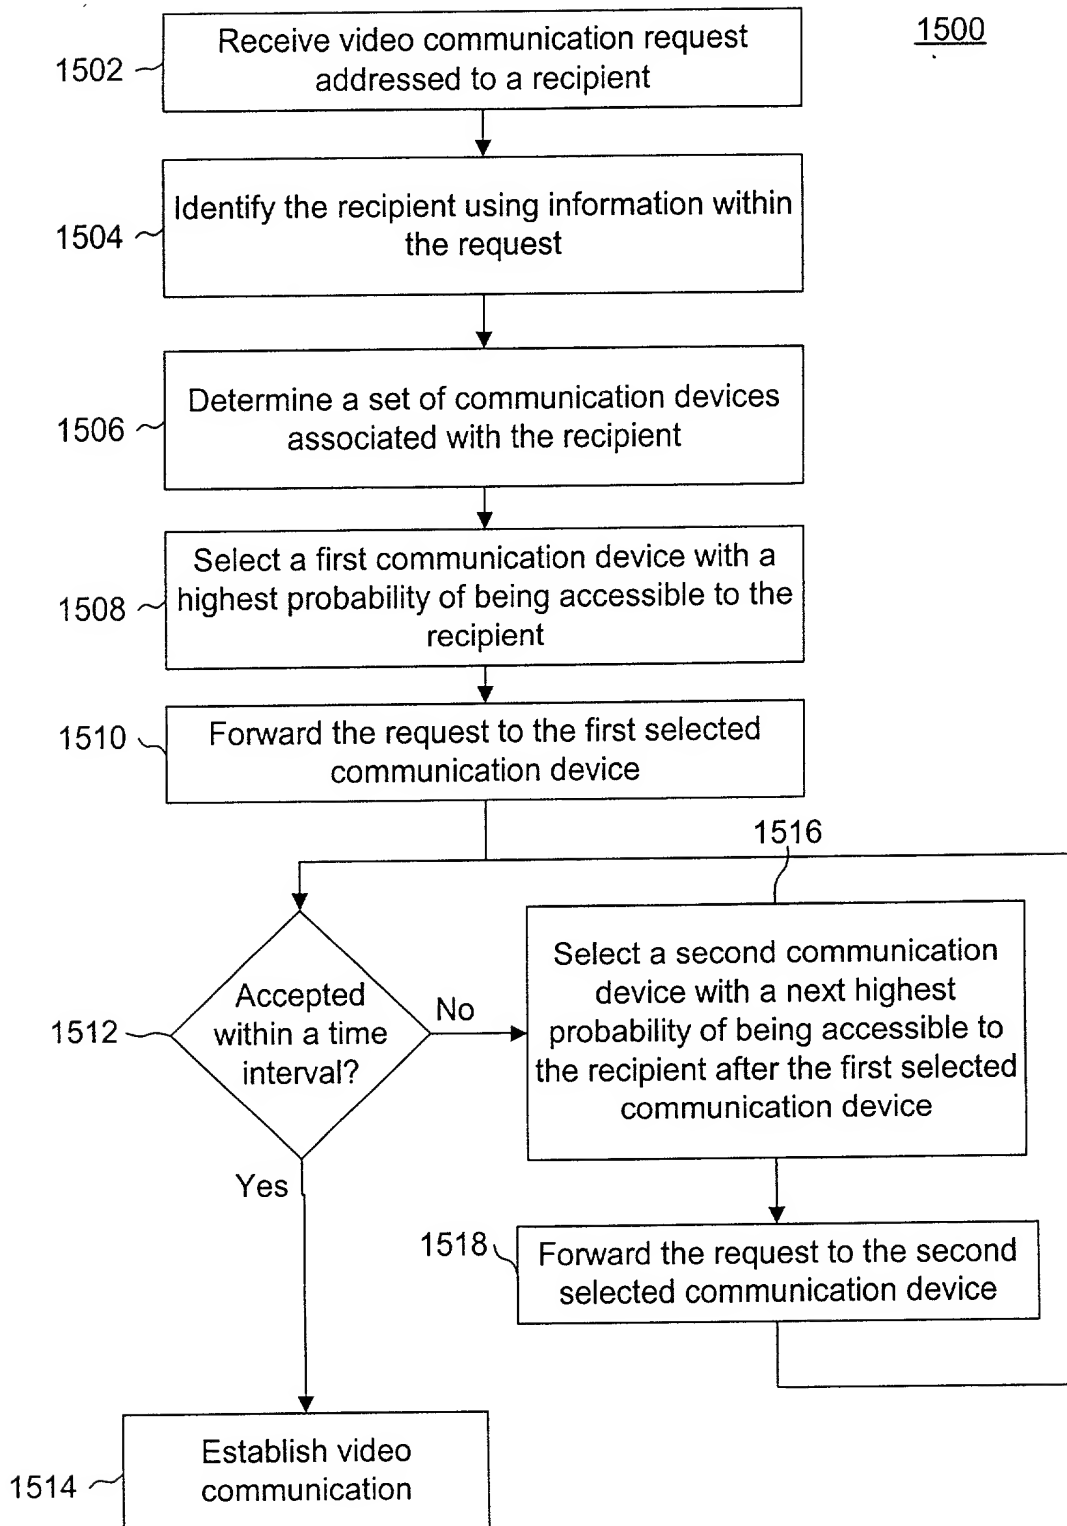 1500
1502
Receive video communication request
addressed to a recipient
1504
Identify the recipient using information within
the request
1506
Determine a set of communication devices
associated with the recipient
1508
Select a first communication device with a
highest probability of being accessible to the
recipient
1510
Forward the request to the first selected
communication device
1512
Accepted
within a time
interval?
No
Yes
1516
Select a second communication
device with a next highest
probability of being accessible to
the recipient after the first selected
communication device
1518
Forward the request to the second
selected communication device
1514
Establish video
communication